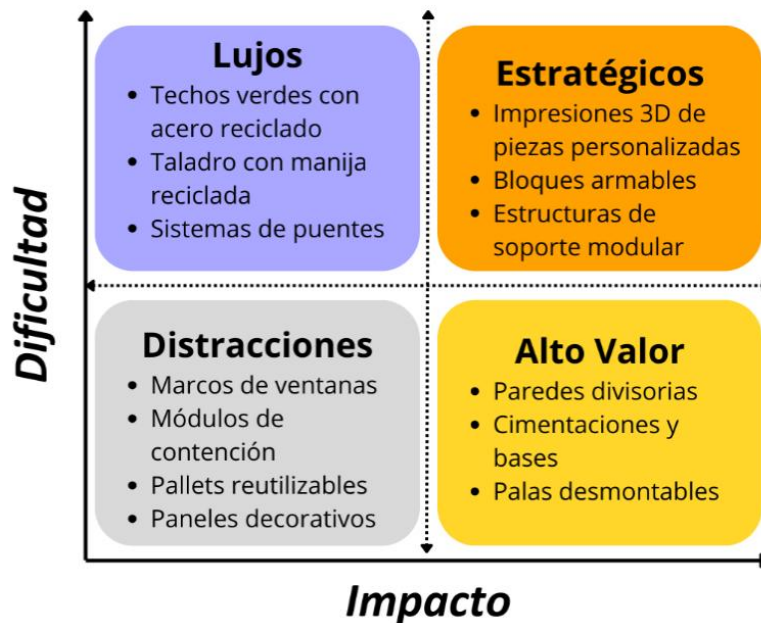 Dificultad
Lujos
• Techos verdes con
acero reciclado
• Taladro con manija
reciclada
• Sistemas de puentes
Estratégicos
• Impresiones 3D de
piezas personalizadas
• Bloques armables
• Estructuras de
soporte modular
Distracciones
• Marcos de ventanas
• Módulos de
contención
• Pallets reutilizables
• Paneles decorativos
Alto Valor
• Paredes divisorias
• Cimentaciones y
bases
• Palas desmontables
Impacto